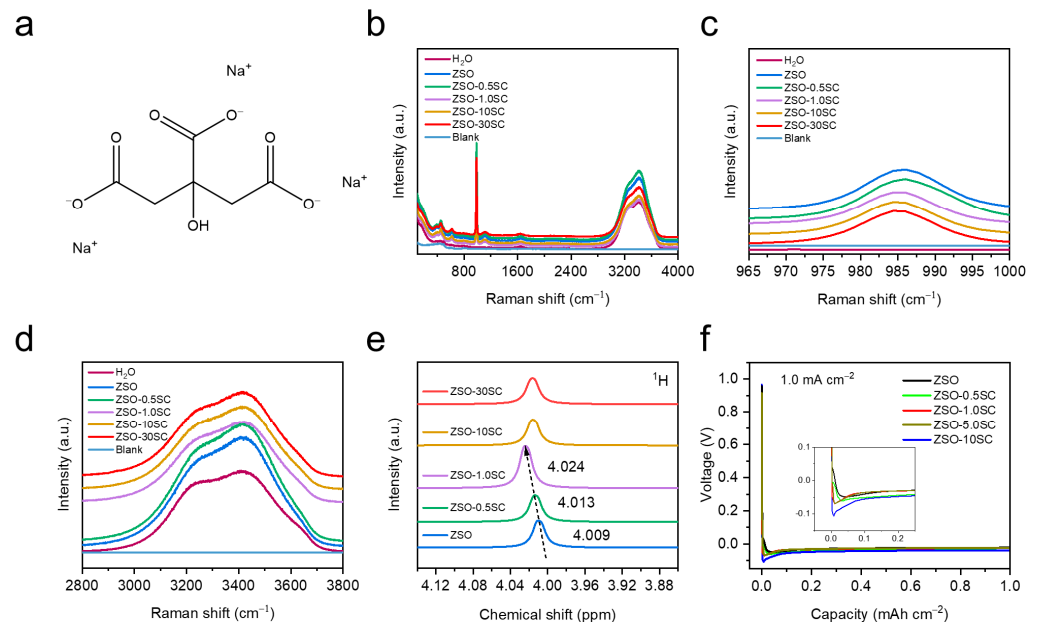 a
Na⁺
O
O⁻
O
O
⁻O
O⁻
OH
Na⁺
Na⁺
b
H₂O
ZSO
ZSO-0.5SC
ZSO-1.0SC
ZSO-10SC
ZSO-30SC
Blank
Intensity (a.u.)
800 1600 2400 3200 4000
Raman shift (cm⁻¹)
c
H₂O
ZSO
ZSO-0.5SC
ZSO-1.0SC
ZSO-10SC
ZSO-30SC
Blank
Intensity (a.u.)
965 970 975 980 985 990 995 1000
Raman shift (cm⁻¹)
d
H₂O
ZSO
ZSO-0.5SC
ZSO-1.0SC
ZSO-10SC
ZSO-30SC
Blank
Intensity (a.u.)
2800 3000 3200 3400 3600 3800
Raman shift (cm⁻¹)
e
¹H
ZSO-30SC
ZSO-10SC
ZSO-1.0SC
4.024
ZSO-0.5SC
4.013
ZSO
4.009
Intensity (a.u.)
4.12 4.08 4.04 4.00 3.96 3.92 3.88
Chemical shift (ppm)
f
1.0 mA cm⁻²
ZSO
ZSO-0.5SC
ZSO-1.0SC
ZSO-5.0SC
ZSO-10SC
Voltage (V)
1.0
0.8
0.6
0.4
0.2
0.0
0.1
0.0
-0.1
0.0 0.1 0.2
0.0 0.2 0.4 0.6 0.8 1.0
Capacity (mAh cm⁻²)